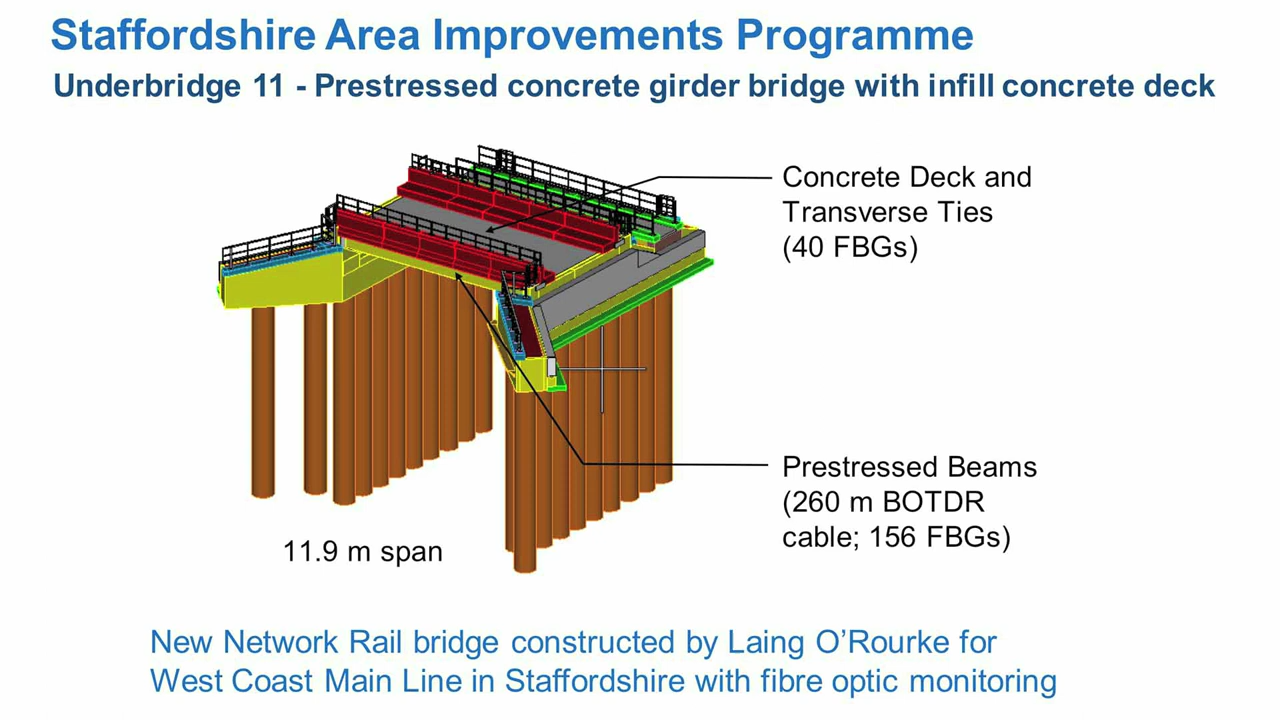 Staffordshire Area Improvements Programme
Underbridge 11 - Prestressed concrete girder bridge with infill concrete deck
Concrete Deck and
Transverse Ties
(40 FBGs)
Prestressed Beams
(260 m BOTDR
cable; 156 FBGs)
11.9 m span
New Network Rail bridge constructed by Laing O’Rourke for
West Coast Main Line in Staffordshire with fibre optic monitoring